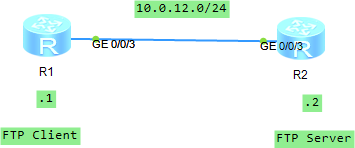 10.0.12.0/24
GE 0/0/3
GE 0/0/3
R
R
R1
R2
.1
.2
FTP Client
FTP Server